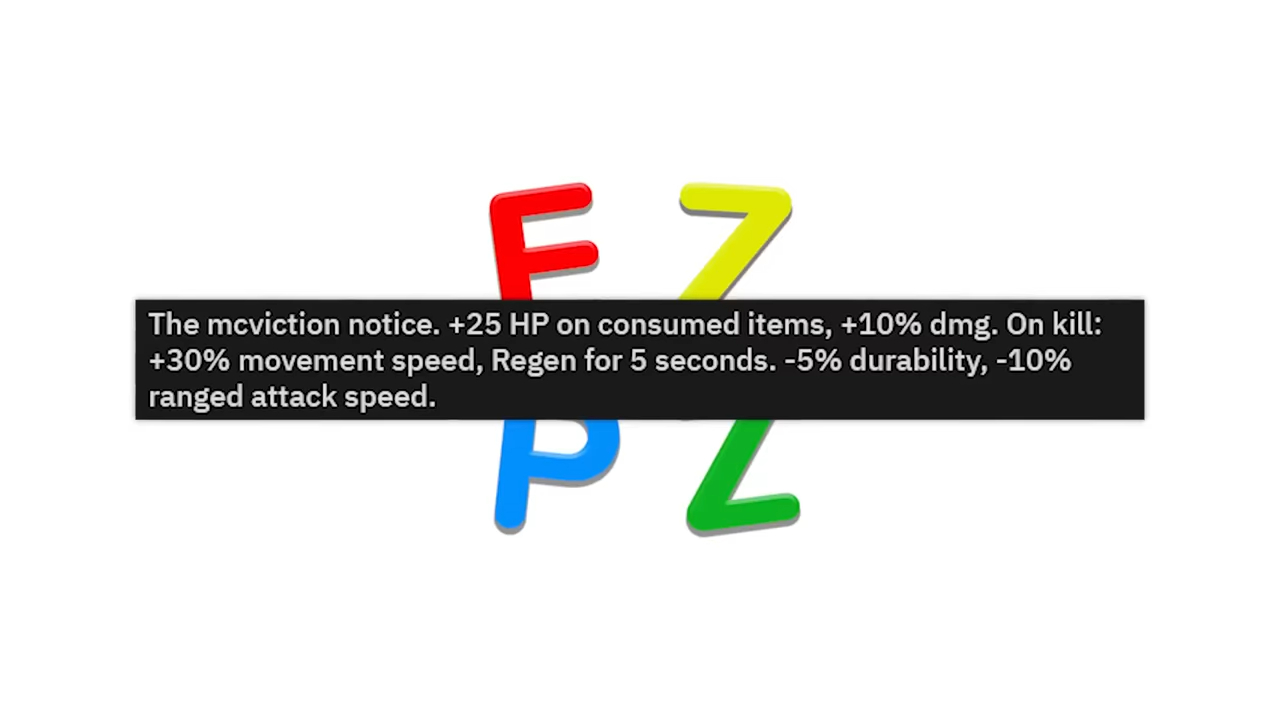 The mcviction notice. +25 HP on consumed items, +10% dmg. On kill:
+30% movement speed, Regen for 5 seconds. -5% durability, -10%
ranged attack speed.